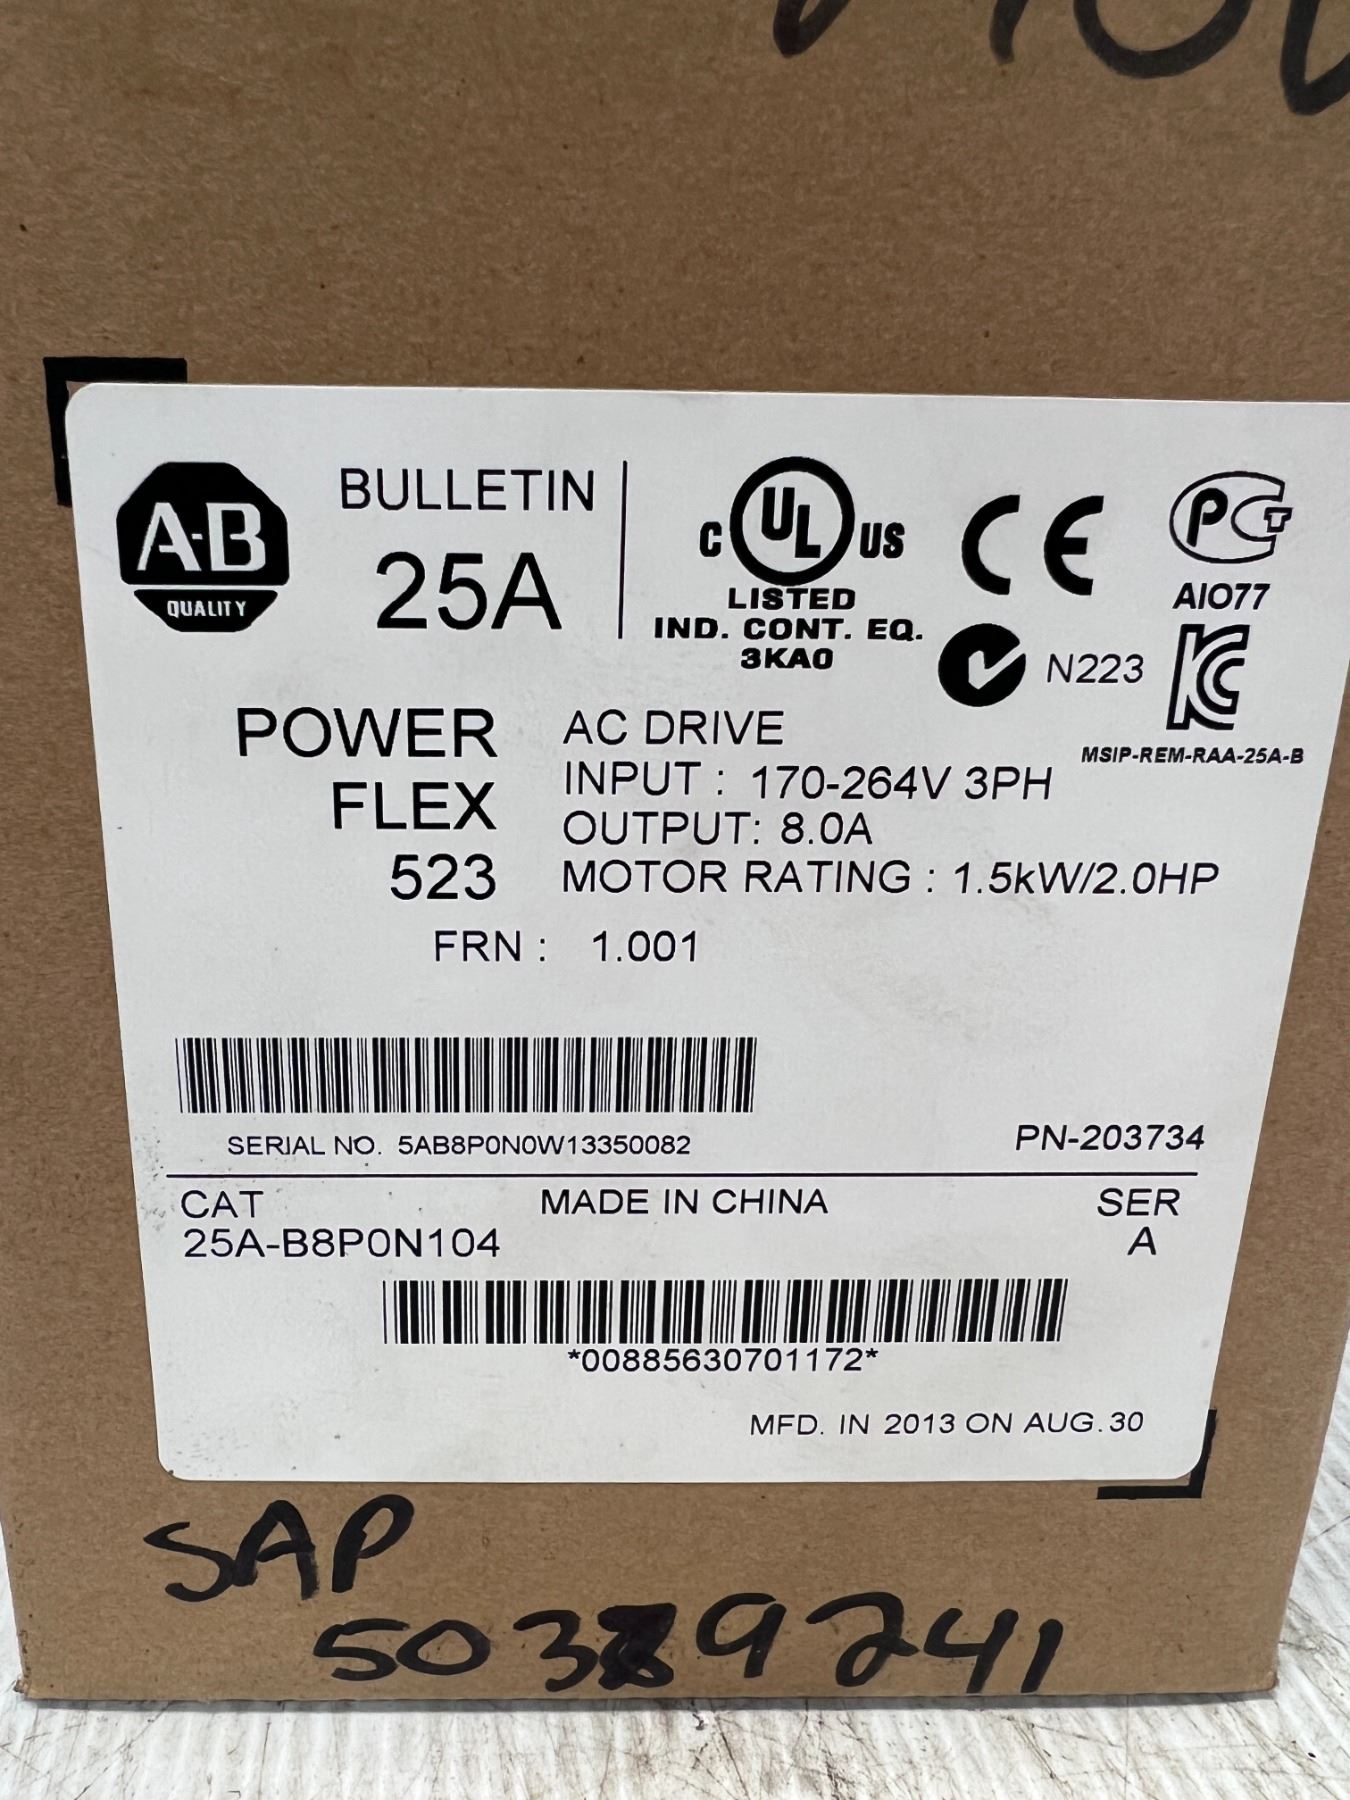 A-B
QUALITY
BULLETIN
25A
C UL US
LISTED
IND. CONT. EQ.
3KA0
CE
PCT
AIO77
N223
KC
MSIP-REM-RAA-25A-B
POWER
FLEX
523
FRN : 1.001
AC DRIVE
INPUT : 170-264V 3PH
OUTPUT: 8.0A
MOTOR RATING : 1.5kW/2.0HP
SERIAL NO. 5AB8P0N0W13350082
PN-203734
CAT
25A-B8P0N104
MADE IN CHINA
SER
A
*00885630701172*
MFD. IN 2013 ON AUG.30
SAP